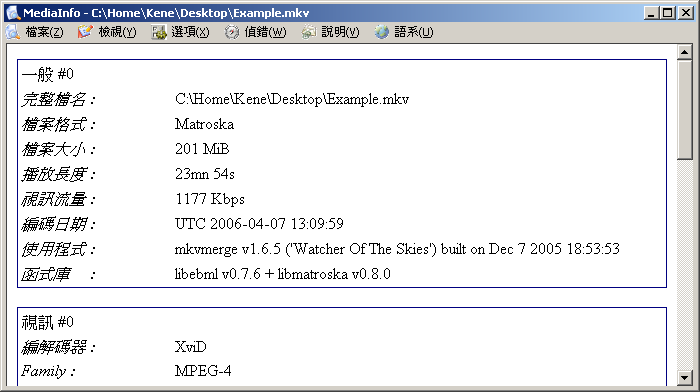 MediaInfo - C:\Home\Kene\Desktop\Example.mkv
檔案(Z) 檢視(Y) 選項(X) 偵錯(W) 說明(V) 語系(U)
一般 #0
完整檔名 : C:\Home\Kene\Desktop\Example.mkv
檔案格式 : Matroska
檔案大小 : 201 MiB
播放長度 : 23mn 54s
視訊流量 : 1177 Kbps
編碼日期 : UTC 2006-04-07 13:09:59
使用程式 : mkvmerge v1.6.5 ('Watcher Of The Skies') built on Dec 7 2005 18:53:53
函式庫 : libebml v0.7.6 + libmatroska v0.8.0
視訊 #0
編解碼器 : XviD
Family : MPEG-4